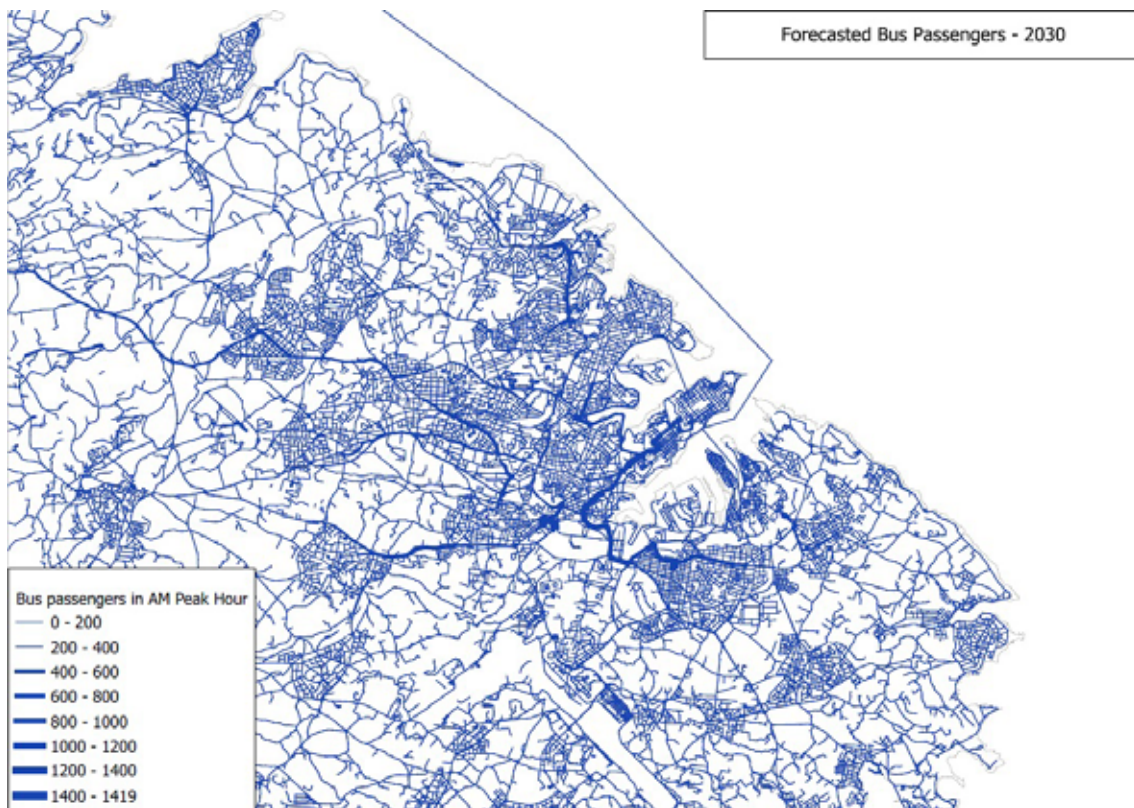 Forecasted Bus Passengers - 2030
Bus passengers in AM Peak Hour
0 - 200
200 - 400
400 - 600
600 - 800
800 - 1000
1000 - 1200
1200 - 1400
1400 - 1419